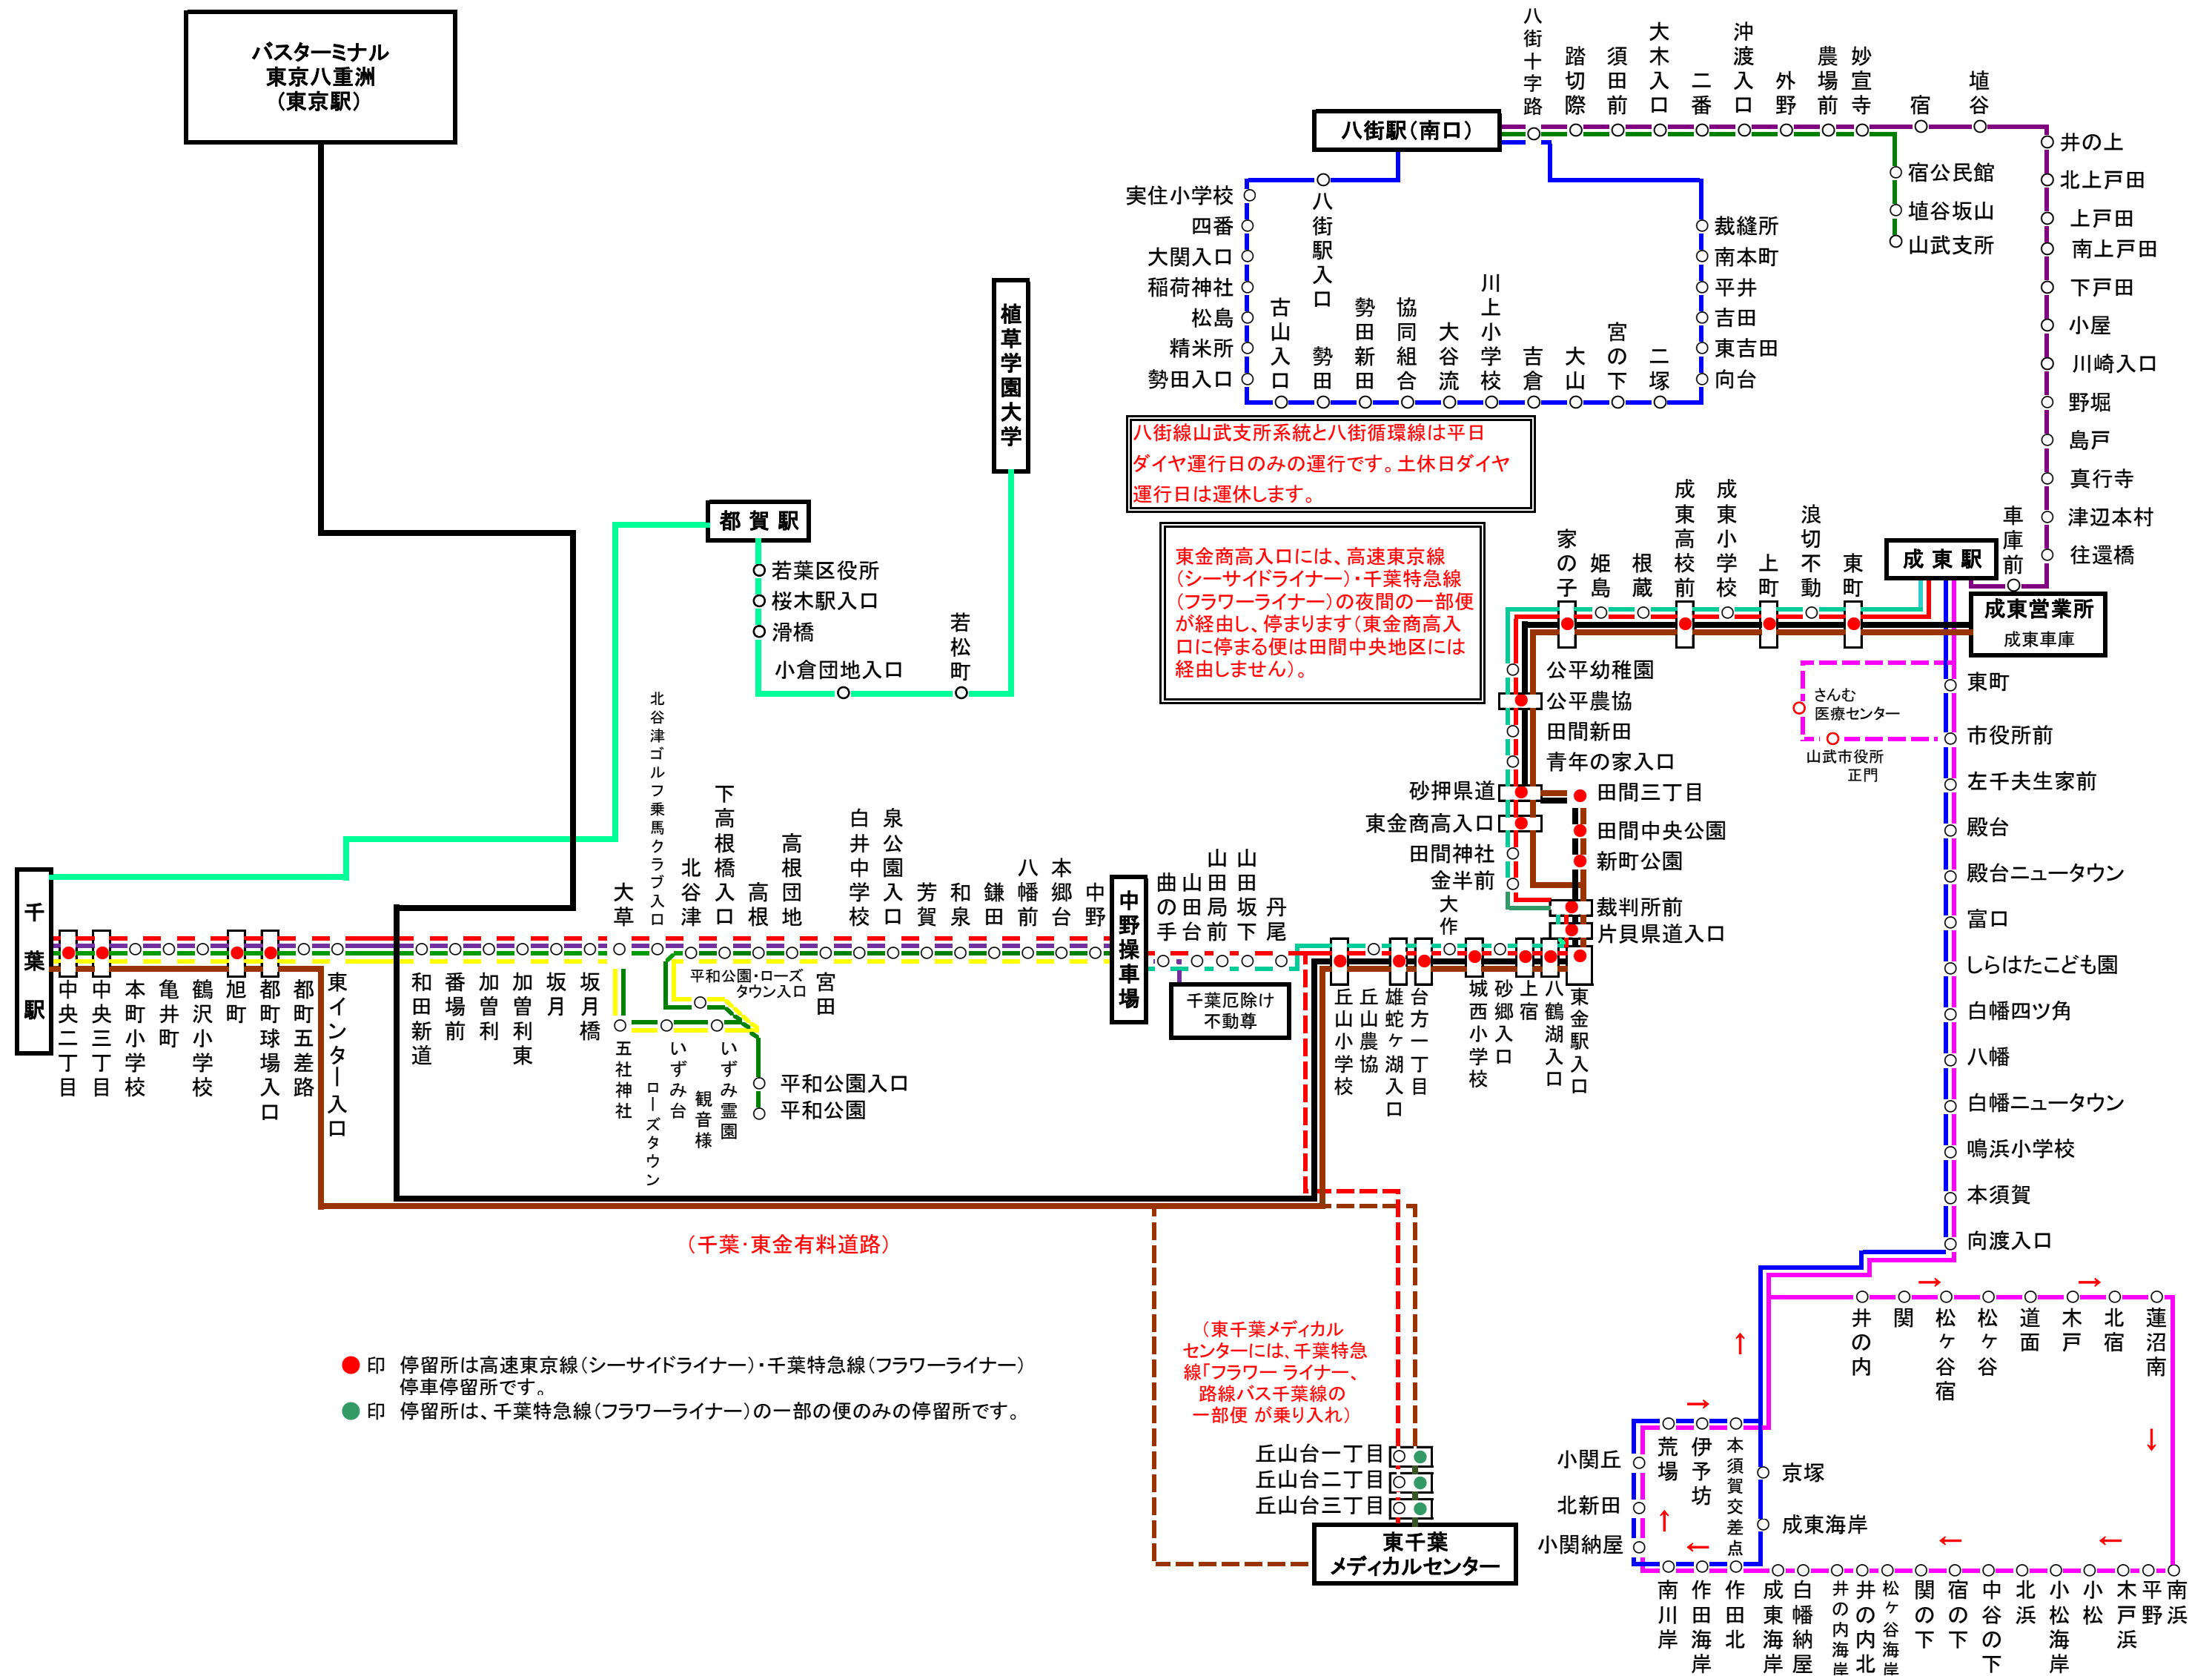 バスターミナル
東京八重洲
（東京駅）
八街駅（南口）
八街十字路
踏切際
須田前
大木入口
二番
沖渡入口
外野
農場前
妙宣寺
宿
埴谷
井の上
北上戸田
上戸田
南上戸田
下戸田
小屋
川崎入口
野堀
島戸
真行寺
津辺本村
往還橋
車庫前
宿公民館
埴谷坂山
山武支所
八街駅入口
実住小学校
四番
大関入口
稲荷神社
松島
精米所
勢田入口
古山入口
勢田
勢田新田
協同組合
大谷流
川上小学校
吉倉
大山
宮の下
二塚
裁縫所
南本町
平井
吉田
東吉田
向台
八街線山武支所系統と八街循環線は平日
ダイヤ運行日のみの運行です。土休日ダイヤ
運行日は運休します。
東金商高入口には、高速東京線
（シーサイドライナー）・千葉特急線
（フラワーライナー）の夜間の一部便
が経由し、停まります（東金商高入
口に停まる便は田間中央地区には
経由しません）。
植草学園大学
都賀駅
若葉区役所
桜木駅入口
滑橋
小倉団地入口
若松町
家の子
姫島
根蔵
成東高校前
成東小学校
上町
浪切不動
東町
成東駅
成東営業所
成東車庫
公平幼稚園
公平農協
田間新田
青年の家入口
砂押県道
東金商高入口
田間神社
金半前
田間三丁目
田間中央公園
新町公園
裁判所前
片貝県道入口
さんむ
医療センター
山武市役所
正門
東町
市役所前
左千夫生家前
殿台
殿台ニュータウン
富口
しらはたこども園
白幡四ツ角
八幡
白幡ニュータウン
鳴浜小学校
本須賀
向渡入口
千葉駅
中央二丁目
中央三丁目
本町小学校
亀井町
鶴沢小学校
旭町
都町球場入口
都町五差路
東インター入口
和田新道
番場前
加曽利
加曽利東
坂月
坂月橋
大草
北谷津ゴルフ乗馬クラブ入口
北谷津
下高根橋入口
高根
高根団地
宮田
白井中学校
泉公園入口
芳賀
和泉
鎌田
八幡前
本郷台
中野
中野操車場
平和公園・ローズ
タウン入口
五社神社
ローズタウン
いずみ台
観音様
いずみ霊園
平和公園入口
平和公園
曲の手
山田台
山田局前
山田坂下
丹尾
千葉厄除け
不動尊
丘山小学校
丘山農協
雄蛇ヶ湖入口
台方一丁目
大作
城西小学校
砂郷入口
上宿
八鶴湖入口
東金駅入口
（千葉・東金有料道路）
（東千葉メディカル
センターには、千葉特急
線「フラワー ライナー、
路線バス千葉線の
一部便 が乗り入れ）
丘山台一丁目
丘山台二丁目
丘山台三丁目
東千葉
メディカルセンター
印 停留所は高速東京線（シーサイドライナー）・千葉特急線（フラワーライナー）
停車停留所です。
印 停留所は、千葉特急線（フラワーライナー）の一部の便のみの停留所です。
→
→
井の内
関
松ヶ谷宿
松ヶ谷
道面
木戸
北宿
蓮沼南
↑
↓
→
小関丘
北新田
小関納屋
荒場
伊予坊
本須賀交差点
京塚
成東海岸
↑
←
←
←
南川岸
作田海岸
作田北
成東海岸
白幡納屋
井の内海岸
井の内北
松ヶ谷海岸
関の下
宿の下
中谷の下
北浜
小松海岸
小松
木戸浜
平野
南浜